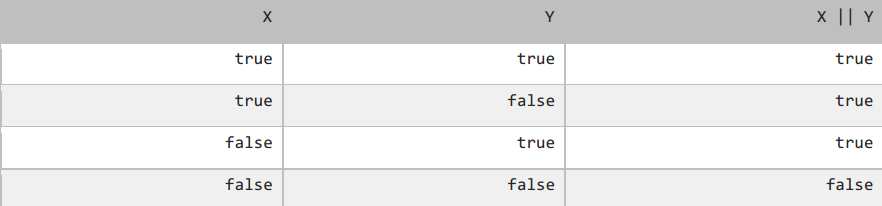 X Y X || Y
true true true
true false true
false true true
false false false